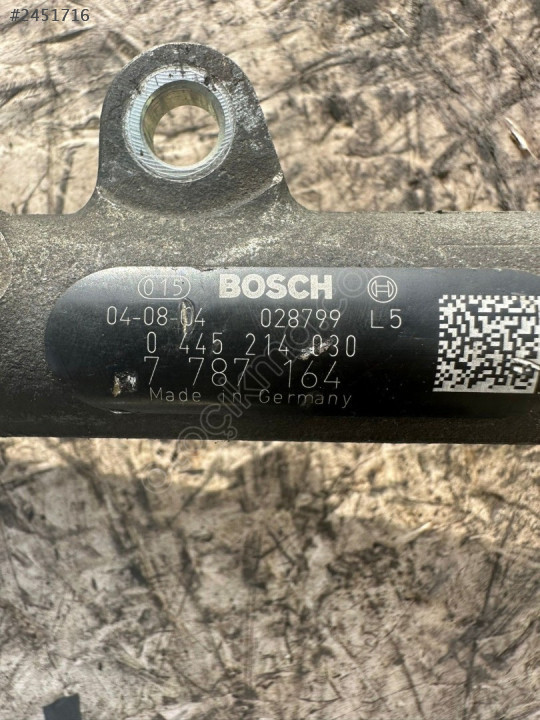 #2451716
015 BOSCH
04-08-04 028799 L5
0 445 214 030
7 787 164
Made in Germany